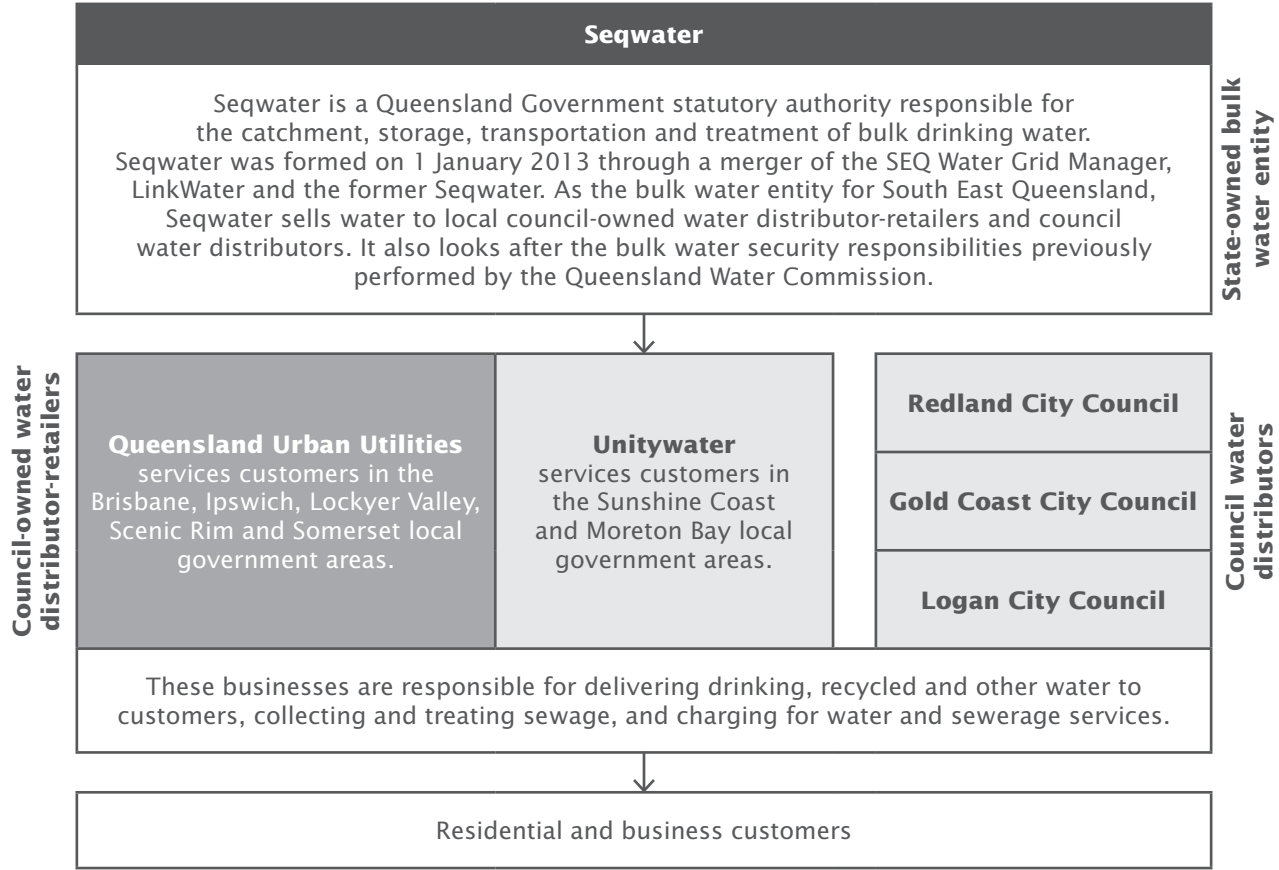 Seqwater
Seqwater is a Queensland Government statutory authority responsible for
the catchment, storage, transportation and treatment of bulk drinking water.
Seqwater was formed on 1 January 2013 through a merger of the SEQ Water Grid Manager,
LinkWater and the former Seqwater. As the bulk water entity for South East Queensland,
Seqwater sells water to local council-owned water distributor-retailers and council
water distributors. It also looks after the bulk water security responsibilities previously
performed by the Queensland Water Commission.
State-owned bulk
water entity
Council-owned water
distributor-retailers
Queensland Urban Utilities
services customers in the
Brisbane, Ipswich, Lockyer Valley,
Scenic Rim and Somerset local
government areas.
Unitywater
services customers in
the Sunshine Coast
and Moreton Bay local
government areas.
Redland City Council
Gold Coast City Council
Logan City Council
Council water
distributors
These businesses are responsible for delivering drinking, recycled and other water to
customers, collecting and treating sewage, and charging for water and sewerage services.
Residential and business customers